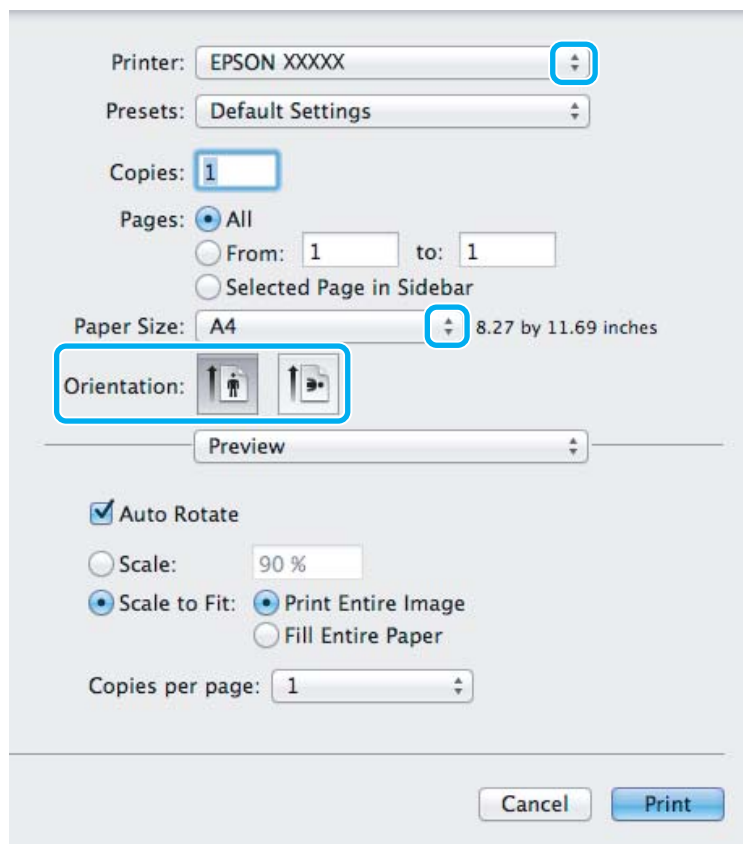 Printer: EPSON XXXXX
Presets: Default Settings
Copies: 1
Pages: All
From: 1 to: 1
Selected Page in Sidebar
Paper Size: A4 8.27 by 11.69 inches
Orientation:
Preview
Auto Rotate
Scale: 90 %
Scale to Fit: Print Entire Image
Fill Entire Paper
Copies per page: 1
Cancel Print